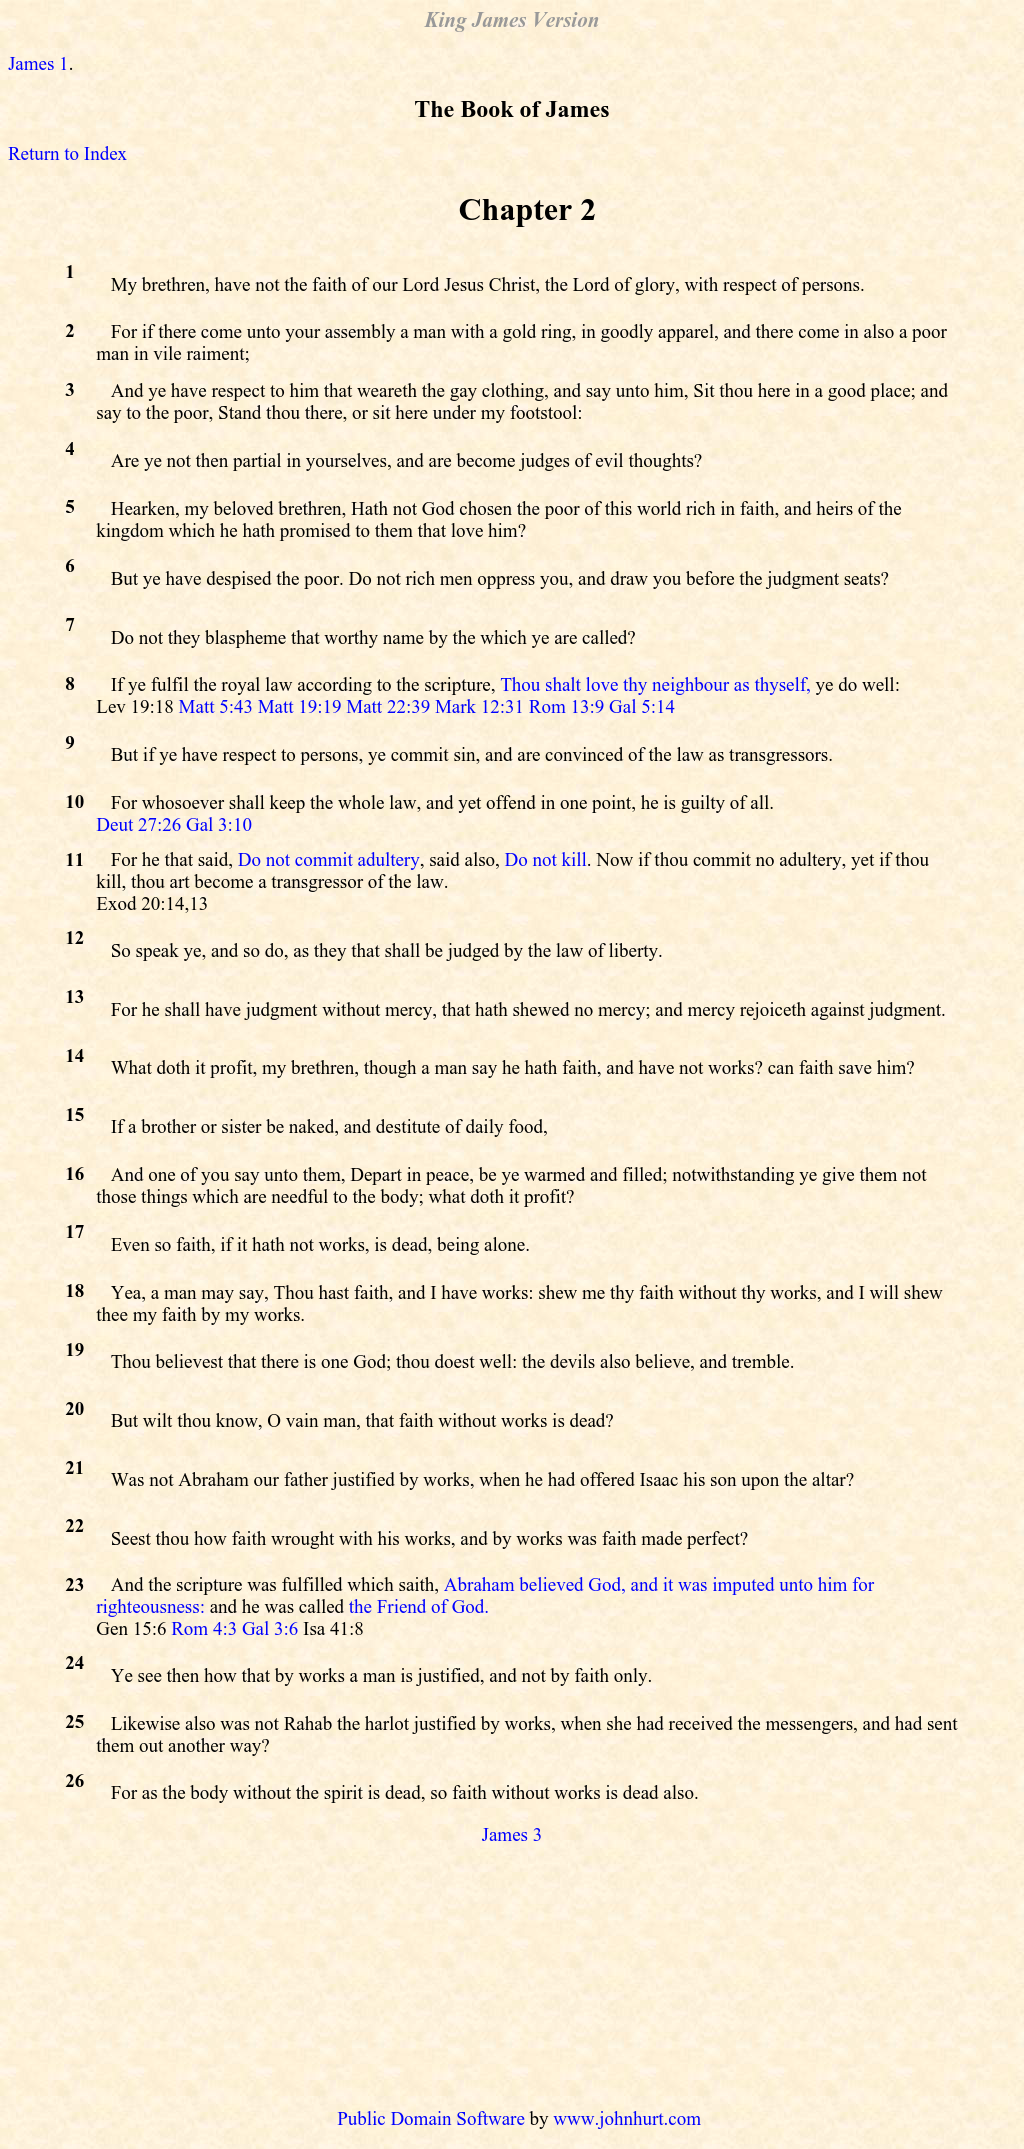 King James Version
James 1.
The Book of James
Return to Index
Chapter 2
1 My brethren, have not the faith of our Lord Jesus Christ, the Lord of glory, with respect of persons.
2 For if there come unto your assembly a man with a gold ring, in goodly apparel, and there come in also a poor
man in vile raiment;
3 And ye have respect to him that weareth the gay clothing, and say unto him, Sit thou here in a good place; and
say to the poor, Stand thou there, or sit here under my footstool:
4 Are ye not then partial in yourselves, and are become judges of evil thoughts?
5 Hearken, my beloved brethren, Hath not God chosen the poor of this world rich in faith, and heirs of the
kingdom which he hath promised to them that love him?
6 But ye have despised the poor. Do not rich men oppress you, and draw you before the judgment seats?
7 Do not they blaspheme that worthy name by the which ye are called?
8 If ye fulfil the royal law according to the scripture, Thou shalt love thy neighbour as thyself, ye do well:
Lev 19:18 Matt 5:43 Matt 19:19 Matt 22:39 Mark 12:31 Rom 13:9 Gal 5:14
9 But if ye have respect to persons, ye commit sin, and are convinced of the law as transgressors.
10 For whosoever shall keep the whole law, and yet offend in one point, he is guilty of all.
Deut 27:26 Gal 3:10
11 For he that said, Do not commit adultery, said also, Do not kill. Now if thou commit no adultery, yet if thou
kill, thou art become a transgressor of the law.
Exod 20:14,13
12 So speak ye, and so do, as they that shall be judged by the law of liberty.
13 For he shall have judgment without mercy, that hath shewed no mercy; and mercy rejoiceth against judgment.
14 What doth it profit, my brethren, though a man say he hath faith, and have not works? can faith save him?
15 If a brother or sister be naked, and destitute of daily food,
16 And one of you say unto them, Depart in peace, be ye warmed and filled; notwithstanding ye give them not
those things which are needful to the body; what doth it profit?
17 Even so faith, if it hath not works, is dead, being alone.
18 Yea, a man may say, Thou hast faith, and I have works: shew me thy faith without thy works, and I will shew
thee my faith by my works.
19 Thou believest that there is one God; thou doest well: the devils also believe, and tremble.
20 But wilt thou know, O vain man, that faith without works is dead?
21 Was not Abraham our father justified by works, when he had offered Isaac his son upon the altar?
22 Seest thou how faith wrought with his works, and by works was faith made perfect?
23 And the scripture was fulfilled which saith, Abraham believed God, and it was imputed unto him for
righteousness: and he was called the Friend of God.
Gen 15:6 Rom 4:3 Gal 3:6 Isa 41:8
24 Ye see then how that by works a man is justified, and not by faith only.
25 Likewise also was not Rahab the harlot justified by works, when she had received the messengers, and had sent
them out another way?
26 For as the body without the spirit is dead, so faith without works is dead also.
James 3
Public Domain Software by www.johnhurt.com